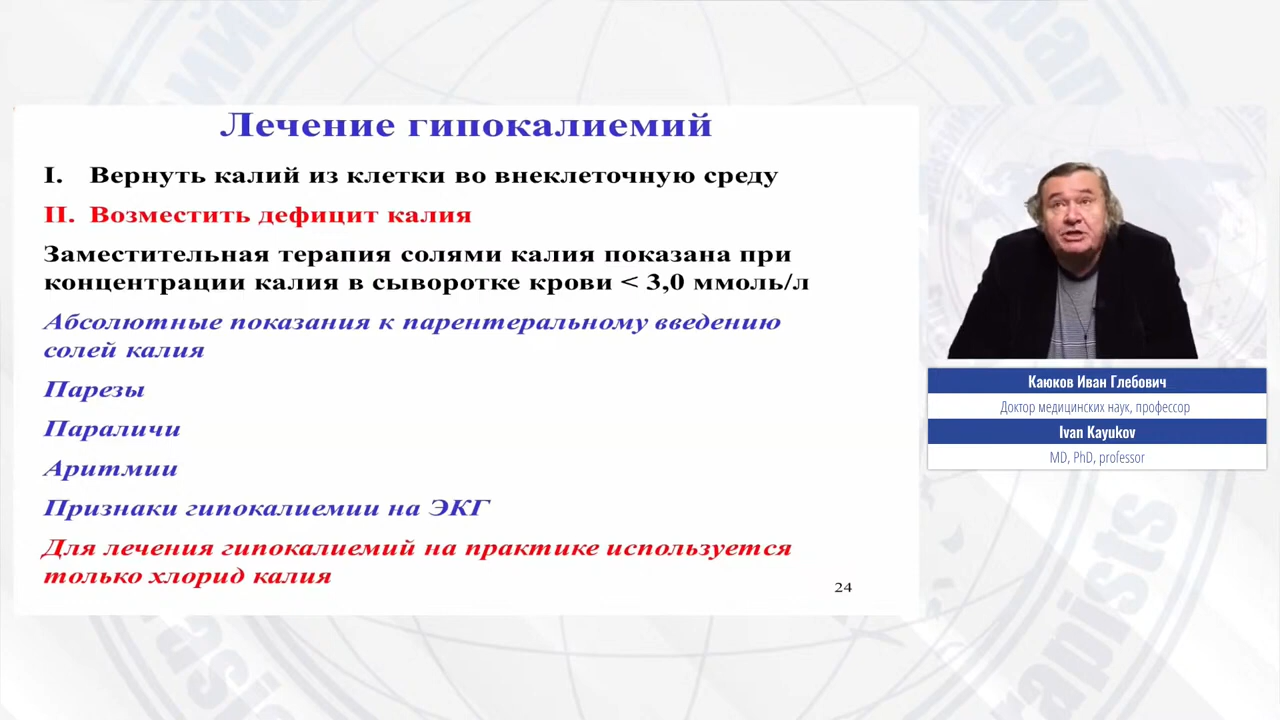 Лечение гипокалиемий
I. Вернуть калий из клетки во внеклеточную среду
II. Возместить дефицит калия
Заместительная терапия солями калия показана при
концентрации калия в сыворотке крови < 3,0 ммоль/л
Абсолютные показания к парентеральному введению
солей калия
Парезы
Параличи
Аритмии
Признаки гипокалиемии на ЭКГ
Для лечения гипокалиемий на практике используется
только хлорид калия
24
Каюков Иван Глебович
Доктор медицинских наук, профессор
Ivan Kayukov
MD, PhD, professor